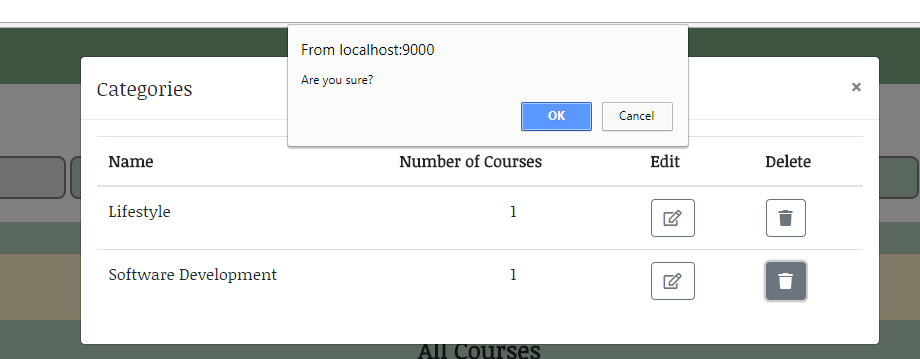 From localhost:9000
Are you sure?
OK Cancel
Categories ×
Name Number of Courses Edit Delete
Lifestyle 1
Software Development 1
All Courses